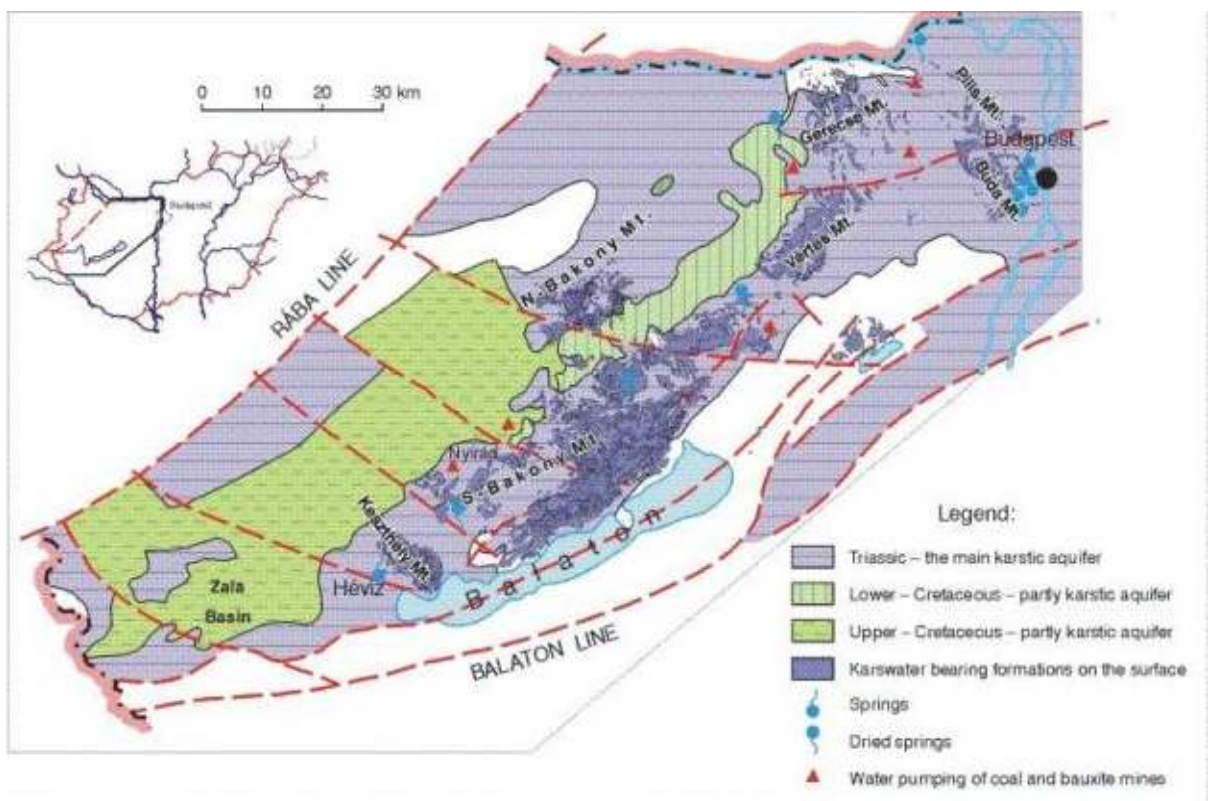 0 10 20 30 km
Budapest
RÁBA LINE
N.-Bakony Mt.
Gerecse Mt.
Pilis Mt.
Budapest
Buda Mt.
Vértes Mt.
Nyirád
S.-Bakony Mt.
Keszthely Mt.
Hévíz
Zala
Basin
Balaton
BALATON LINE
Legend:
Triassic – the main karstic aquifer
Lower – Cretaceous – partly karstic aquifer
Upper – Cretaceous – partly karstic aquifer
Karswater bearing formations on the surface
Springs
Dried springs
Water pumping of coal and bauxite mines